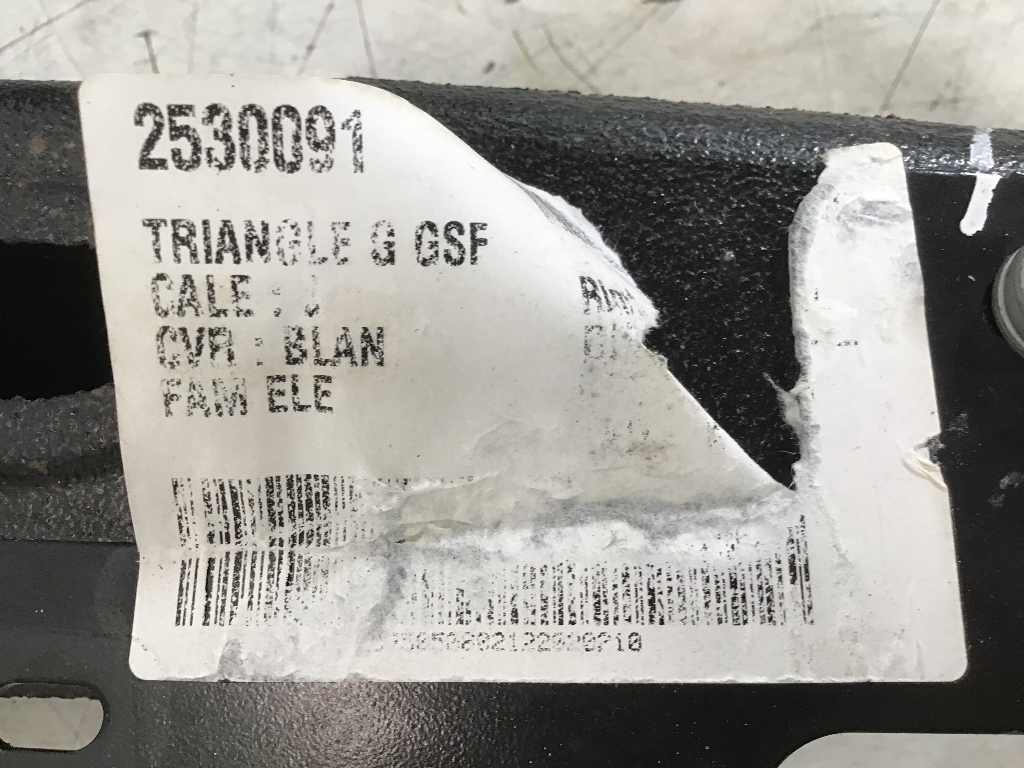 2530091
TRIANGLE G GSF
CALE : J
CVR : BLAN
FAM ELE